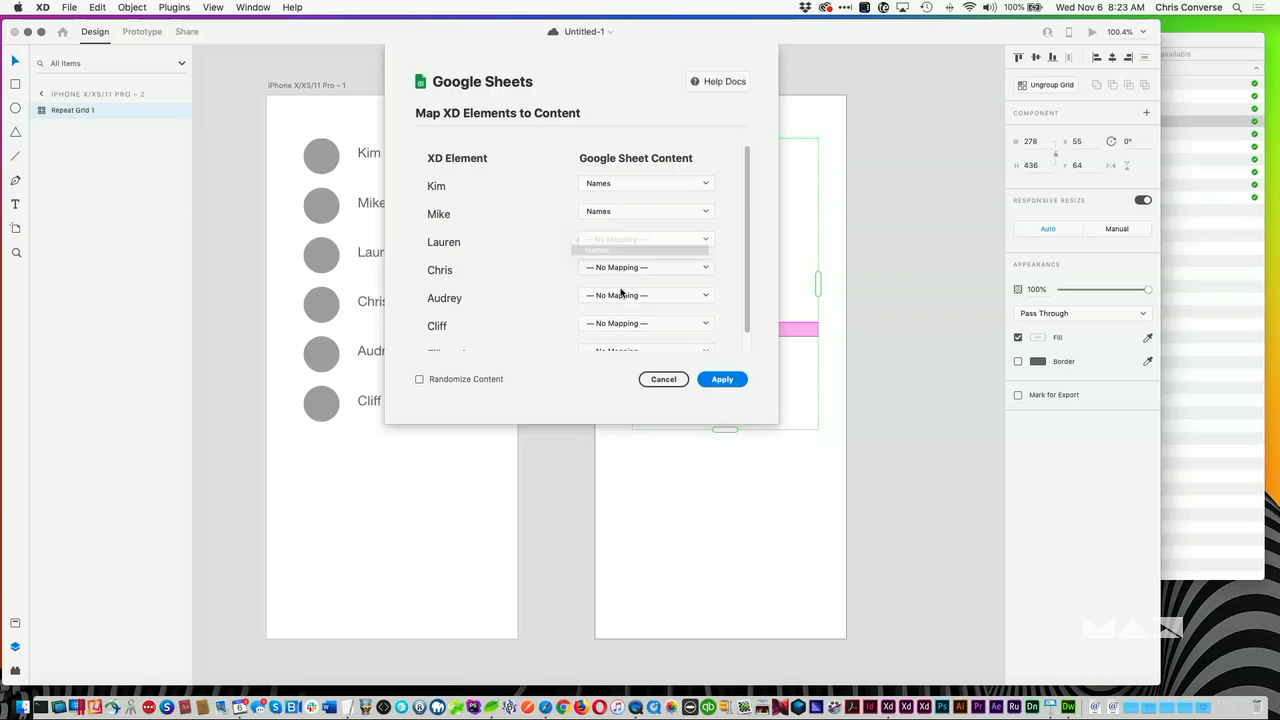 XD File Edit Object Plugins View Window Help
100% Wed Nov 6 8:23 AM Chris Converse
Design Prototype Share
Untitled-1
100.4%
available
All Items
IPHONE X/XS/11 PRO – 2
Repeat Grid 1
iPhone X/XS/11 Pro – 1
Kim
Mike
Laur
Chris
Audr
Cliff
Google Sheets
Help Docs
Map XD Elements to Content
XD Element
Google Sheet Content
Kim
Names
Mike
Names
Lauren
— No Mapping —
Names
Chris
— No Mapping —
Audrey
— No Mapping —
Cliff
— No Mapping —
Randomize Content
Cancel
Apply
Ungroup Grid
COMPONENT
W 278 X 55 0°
H 436 Y 64
RESPONSIVE RESIZE
Auto Manual
APPEARANCE
100%
Pass Through
Fill
Border
Mark for Export
MAX